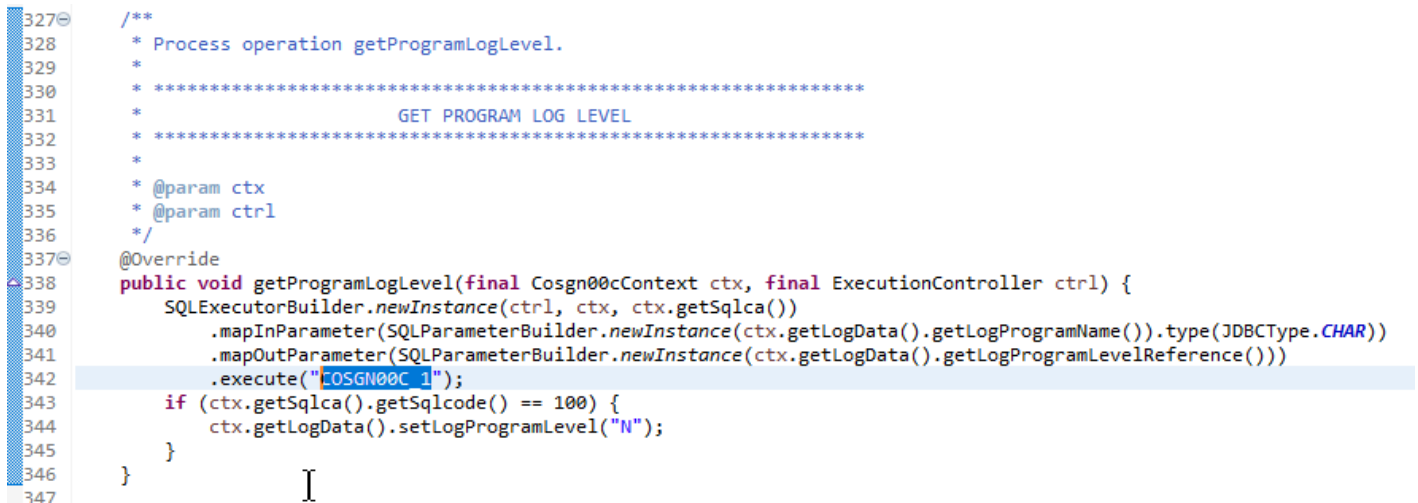 327 /**
328 * Process operation getProgramLogLevel.
329 *
330 * ****************************************************************
331 * GET PROGRAM LOG LEVEL
332 * ****************************************************************
333 *
334 * @param ctx
335 * @param ctrl
336 */
337 @Override
338 public void getProgramLogLevel(final Cosgn00cContext ctx, final ExecutionController ctrl) {
339 SQLExecutorBuilder.newInstance(ctrl, ctx, ctx.getSqlca())
340 .mapInParameter(SQLParameterBuilder.newInstance(ctx.getLogData().getLogProgramName()).type(JDBCType.CHAR))
341 .mapOutParameter(SQLParameterBuilder.newInstance(ctx.getLogData().getLogProgramLevelReference()))
342 .execute("COSGN00C_1");
343 if (ctx.getSqlca().getSqlcode() == 100) {
344 ctx.getLogData().setLogProgramLevel("N");
345 }
346 }
347